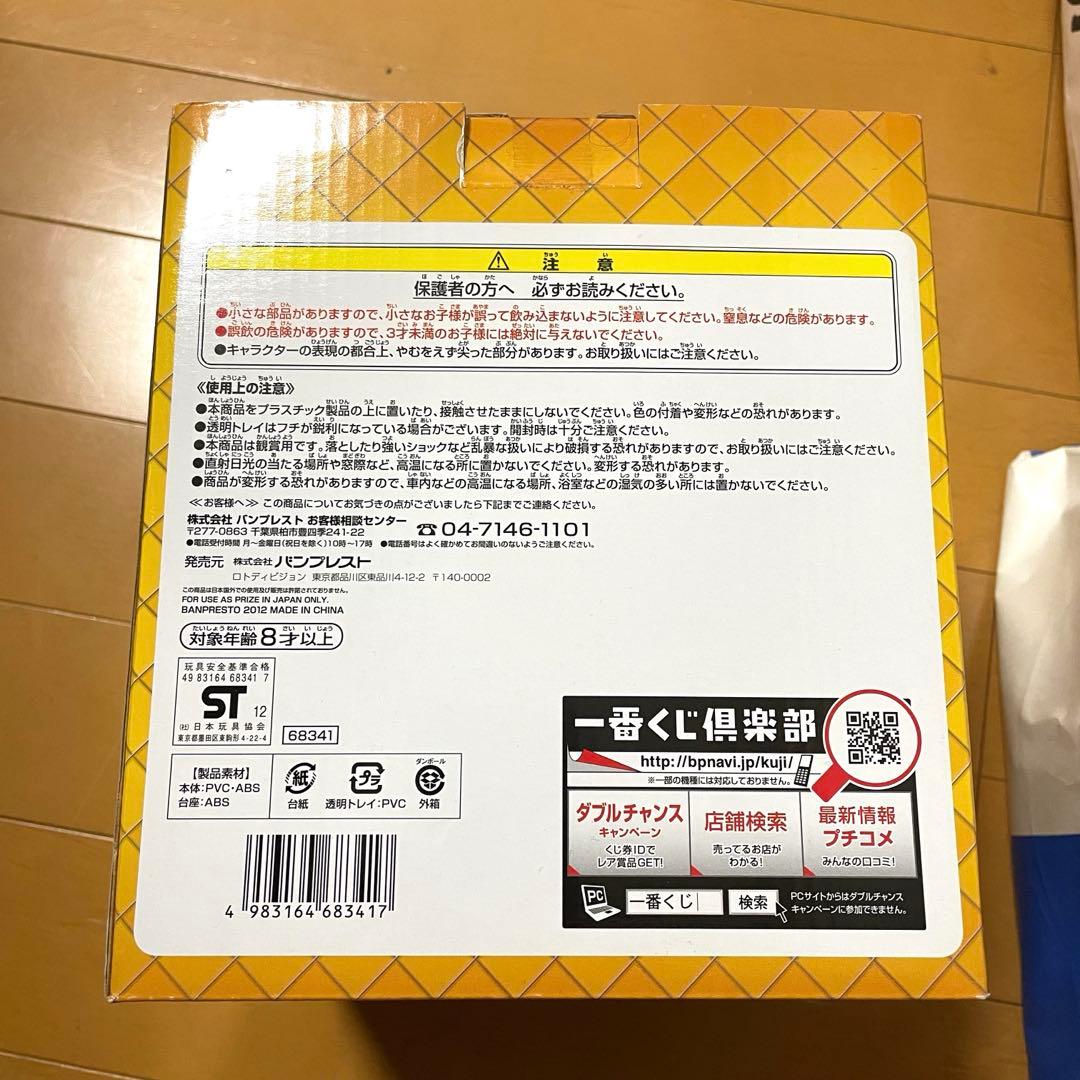 ⚠ 注意
保護者の方へ 必ずお読みください。
●小さな部品がありますので、小さなお子様が誤って飲み込まないように注意してください。窒息などの危険があります。
●誤飲の危険がありますので、3才未満のお子様には絶対に与えないでください。
●キャラクターの表現の都合上、やむをえず尖った部分があります。お取り扱いにはご注意ください。
《使用上の注意》
●本商品をプラスチック製品の上に置いたり、接触させたままにしないでください。色の付着や変形などの恐れがあります。
●透明トレイはフチが鋭利になっている場合がございます。開封時は十分ご注意ください。
●本商品は観賞用です。落としたり強いショックなど乱暴な扱いにより破損する恐れがありますので、お取り扱いにはご注意ください。
●直射日光の当たる場所や窓際など、高温になる所に置かないでください。変形する恐れがあります。
●商品が変形する恐れがありますので、車内などの高温になる場所、浴室などの湿気の多い所には置かないでください。
≪お客様へ≫ この商品についてお気づきの点がございましたら下記までご連絡ください。
株式会社 バンプレスト お客様相談センター ☎04-7146-1101
〒277-0863 千葉県柏市豊四季241-22
●電話受付時間 月〜金曜日(祝日を除く)10時〜17時 ●電話番号はよく確かめてお間違いのないようご注意ください。
発売元 株式会社 バンプレスト
ロトディビジョン 東京都品川区東品川4-12-2 〒140-0002
この商品は日本国外での使用及び販売は許諾されておりません。
FOR USE AS PRIZE IN JAPAN ONLY.
BANPRESTO 2012 MADE IN CHINA
対象年齢8才以上
玩具安全基準合格
49 83164 68341 7
ST 12
(社)日本玩具協会
東京都墨田区東駒形4-22-4
68341
【製品素材】
本体:PVC・ABS
台座:ABS
紙
台紙
プラ
透明トレイ:PVC
ダンボール
外箱
4 983164 683417
一番くじ倶楽部
http://bpnavi.jp/kuji/
※一部の機種には対応しておりません。
ダブルチャンス
キャンペーン
くじ券IDで
レア賞品GET!
店舗検索
売ってるお店が
わかる!
最新情報
プチコメ
みんなの口コミ!
PC
一番くじ 検索
PCサイトからはダブルチャンス
キャンペーンに参加できません。